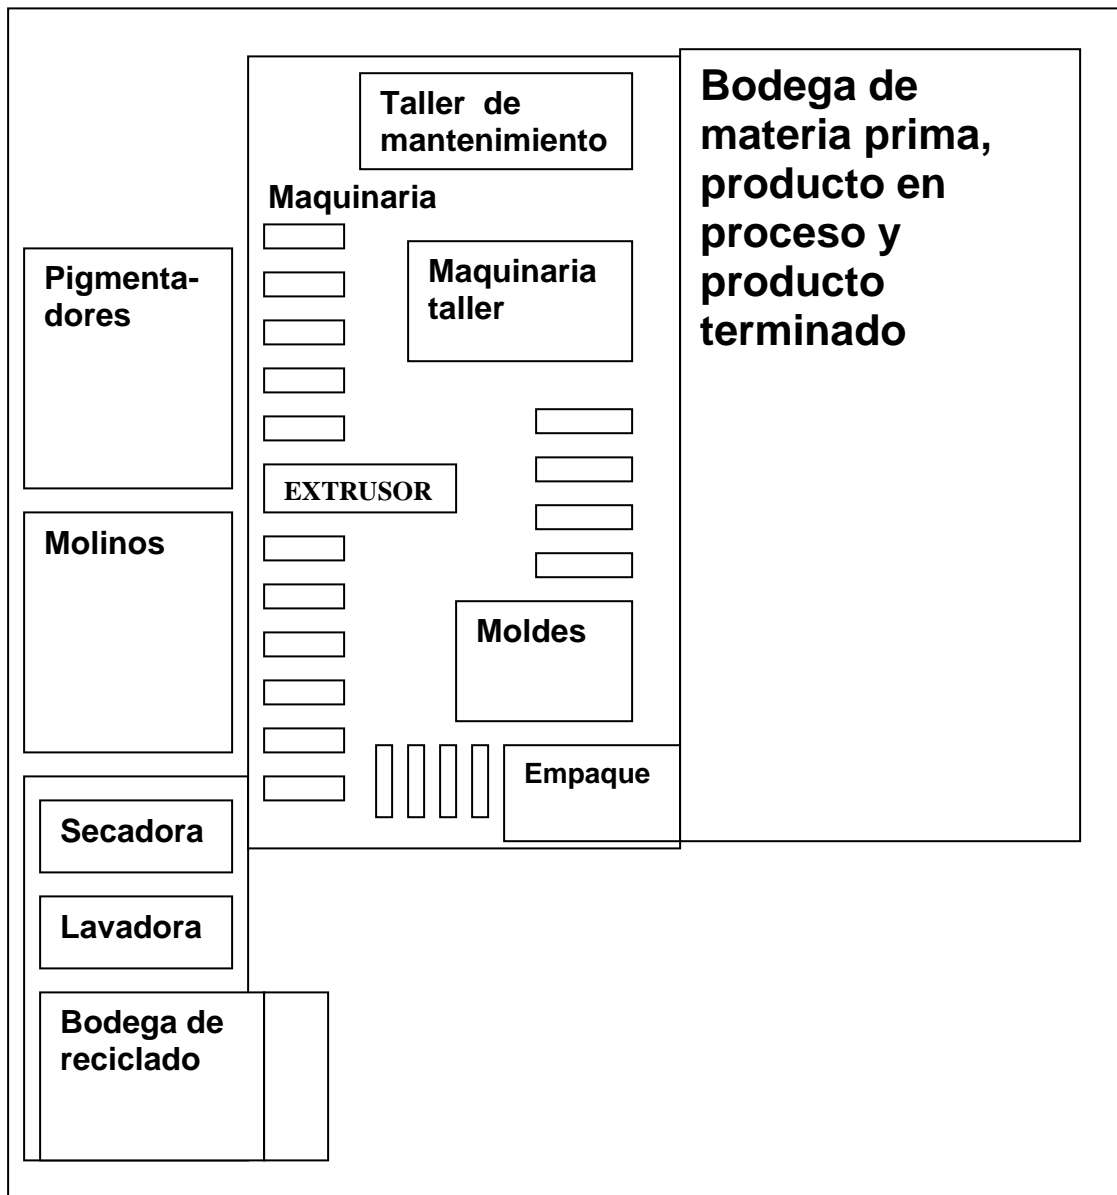 Taller de
mantenimiento
Bodega de
materia prima,
producto en
proceso y
producto
terminado
Maquinaria
Pigmenta-
dores
Maquinaria
taller
EXTRUSOR
Molinos
Moldes
Empaque
Secadora
Lavadora
Bodega de
reciclado